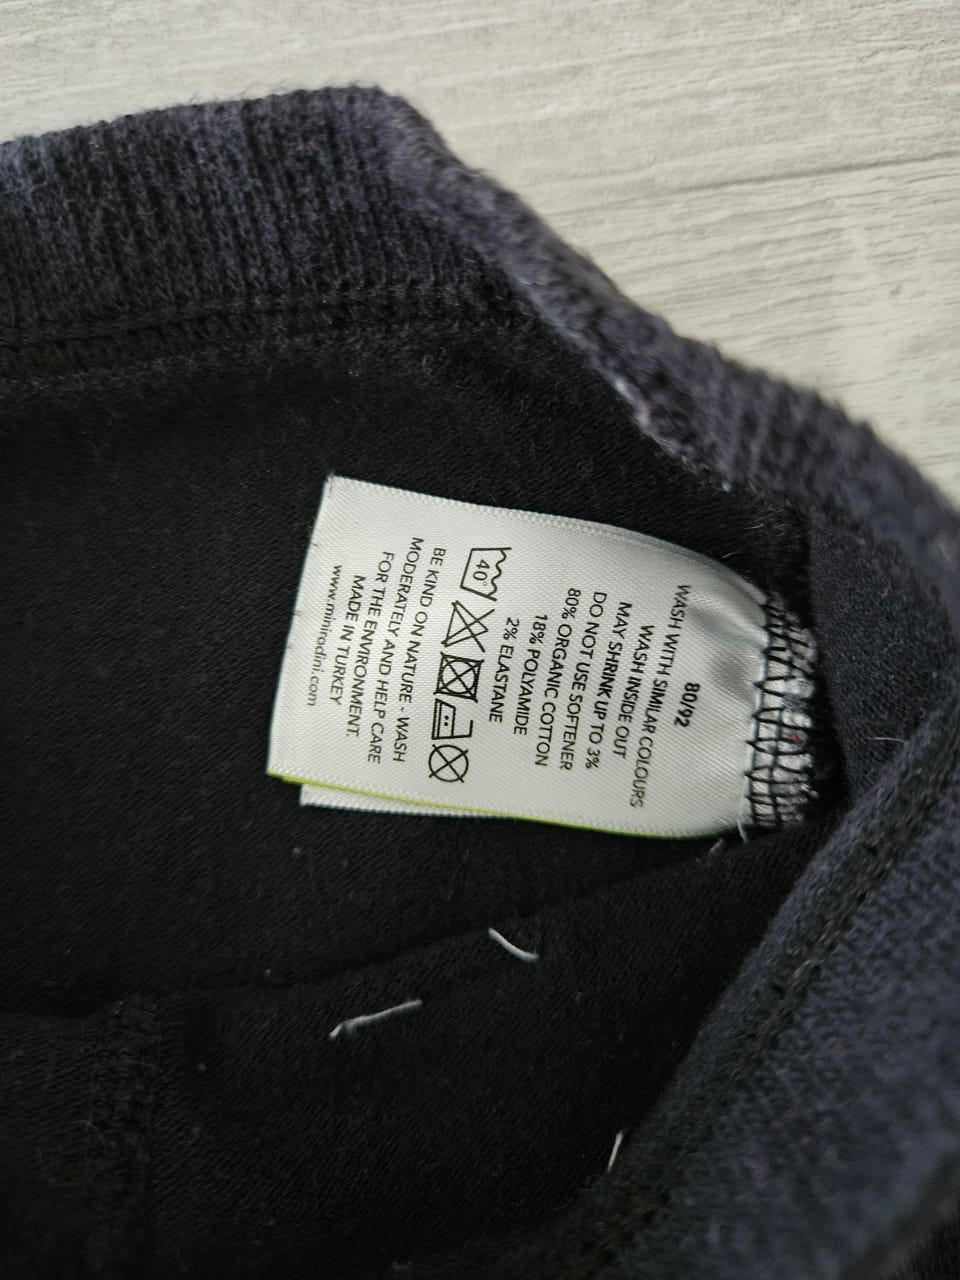 80/92
WASH WITH SIMILAR COLOURS
WASH INSIDE OUT
MAY SHRINK UP TO 3%
DO NOT USE SOFTENER
80% ORGANIC COTTON
18% POLYAMIDE
2% ELASTANE
40°
BE KIND ON NATURE - WASH
MODERATELY AND HELP CARE
FOR THE ENVIRONMENT.
MADE IN TURKEY
www.minirodini.com